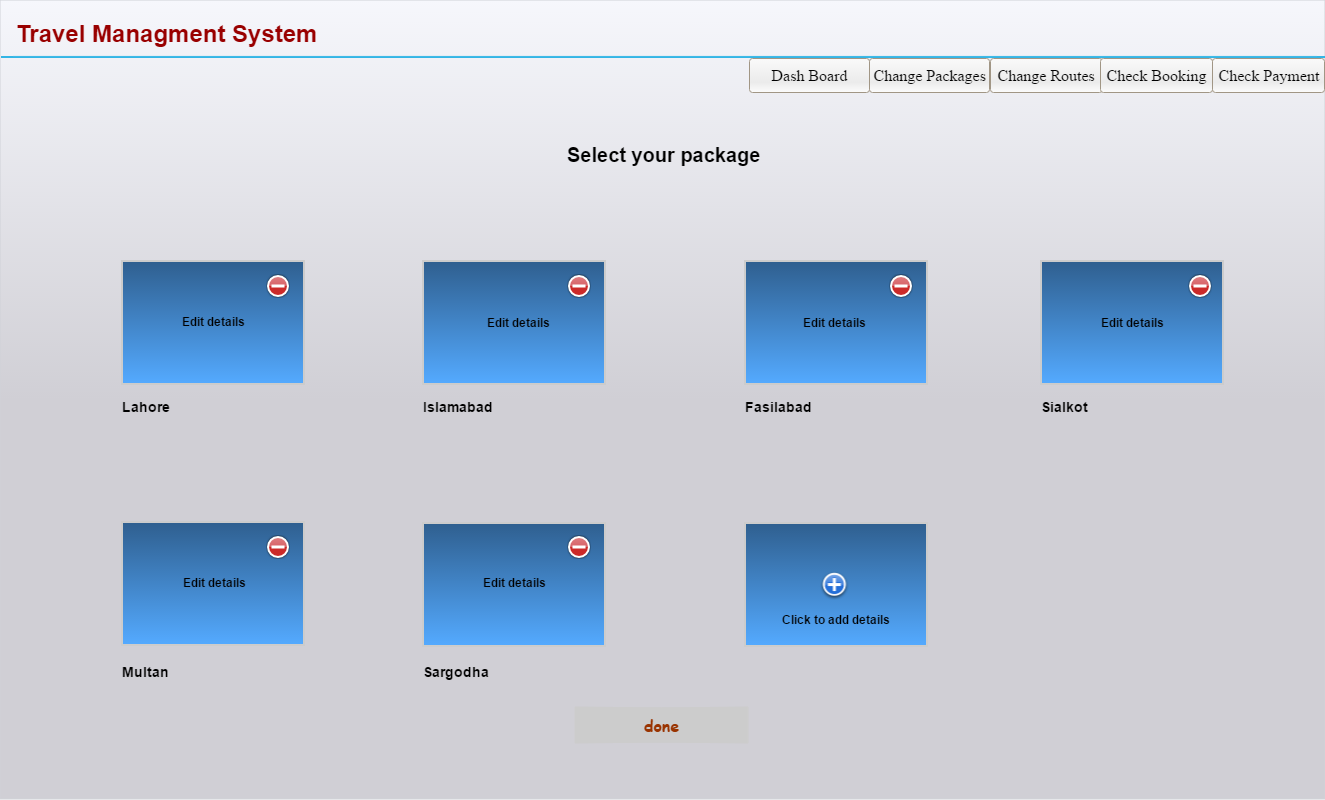 Travel Managment System
Dash Board Change Packages Change Routes Check Booking Check Payment
Select your package
Edit details Edit details Edit details Edit details
Lahore Islamabad Fasilabad Sialkot
Edit details Edit details
Click to add details
Multan Sargodha
done